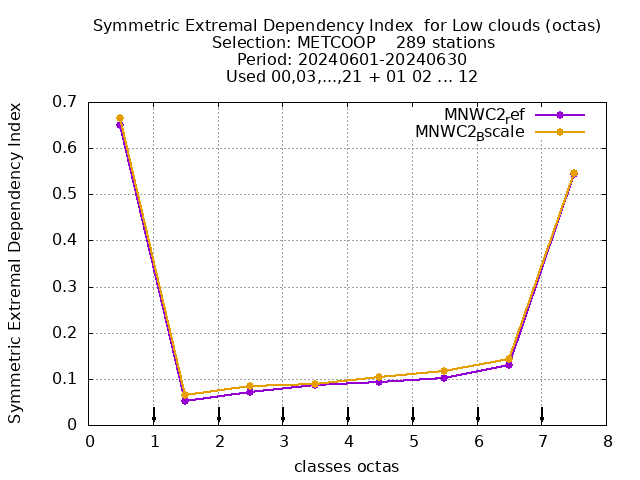 Symmetric Extremal Dependency Index  for Low clouds (octas)
Selection: METCOOP    289 stations
Period: 20240601-20240630
Used 00,03,...,21 + 01 02 ... 12
Symmetric Extremal Dependency Index
0.7
0.6
0.5
0.4
0.3
0.2
0.1
0
MNWC2ref
MNWC2Bscale
0 1 2 3 4 5 6 7 8
classes octas